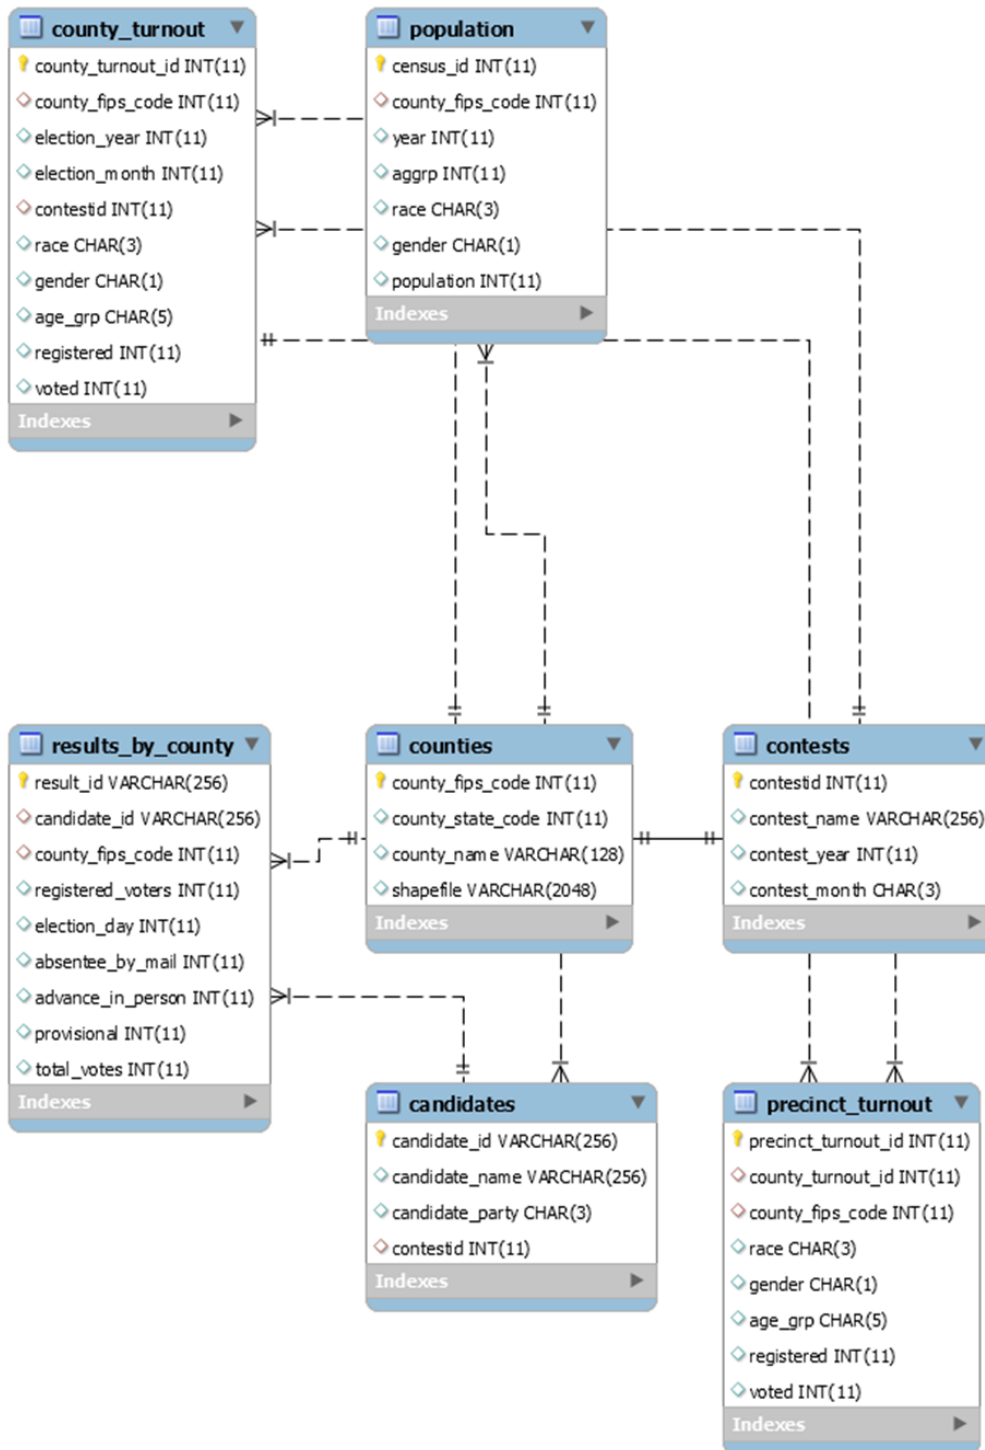 county_turnout
county_turnout_id INT(11)
county_fips_code INT(11)
election_year INT(11)
election_month INT(11)
contestid INT(11)
race CHAR(3)
gender CHAR(1)
age_grp CHAR(5)
registered INT(11)
voted INT(11)
Indexes
population
census_id INT(11)
county_fips_code INT(11)
year INT(11)
aggrp INT(11)
race CHAR(3)
gender CHAR(1)
population INT(11)
Indexes
results_by_county
result_id VARCHAR(256)
candidate_id VARCHAR(256)
county_fips_code INT(11)
registered_voters INT(11)
election_day INT(11)
absentee_by_mail INT(11)
advance_in_person INT(11)
provisional INT(11)
total_votes INT(11)
Indexes
counties
county_fips_code INT(11)
county_state_code INT(11)
county_name VARCHAR(128)
shapefile VARCHAR(2048)
Indexes
contests
contestid INT(11)
contest_name VARCHAR(256)
contest_year INT(11)
contest_month CHAR(3)
Indexes
candidates
candidate_id VARCHAR(256)
candidate_name VARCHAR(256)
candidate_party CHAR(3)
contestid INT(11)
Indexes
precinct_turnout
precinct_turnout_id INT(11)
county_turnout_id INT(11)
county_fips_code INT(11)
race CHAR(3)
gender CHAR(1)
age_grp CHAR(5)
registered INT(11)
voted INT(11)
Indexes